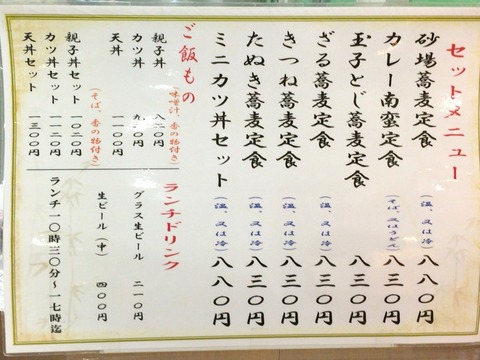 セットメニュー
砂場蕎麦定食 (温、又は冷) 八八〇円
カレー南蛮定食 (そば、又はうどん) 八三〇円
玉子とじ蕎麦定食 八三〇円
ざる蕎麦定食 (温、又は冷) 八三〇円
きつね蕎麦定食 (温、又は冷) 八三〇円
たぬき蕎麦定食 (温、又は冷) 八三〇円
ミニカツ丼セット (温、又は冷) 八八〇円
ご飯もの
(味噌汁、香の物付き)
親子丼 八二〇円
カツ丼 九二〇円
天丼 一一〇〇円
(そば、香の物付き)
親子丼セット 一〇二〇円
カツ丼セット 一一二〇円
天丼セット 一三〇〇円
ランチドリンク
グラス生ビール 二一〇円
生ビール(中) 四〇〇円
ランチ一〇時三〇分～一七時迄